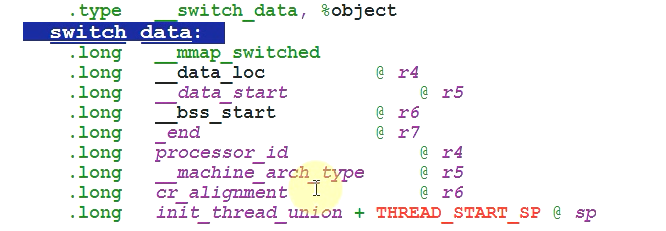 .type __switch_data, %object
__switch_data:
.long __mmap_switched
.long __data_loc @ r4
.long __data_start @ r5
.long __bss_start @ r6
.long _end @ r7
.long processor_id @ r4
.long __machine_arch_type @ r5
.long cr_alignment @ r6
.long init_thread_union + THREAD_START_SP @ sp